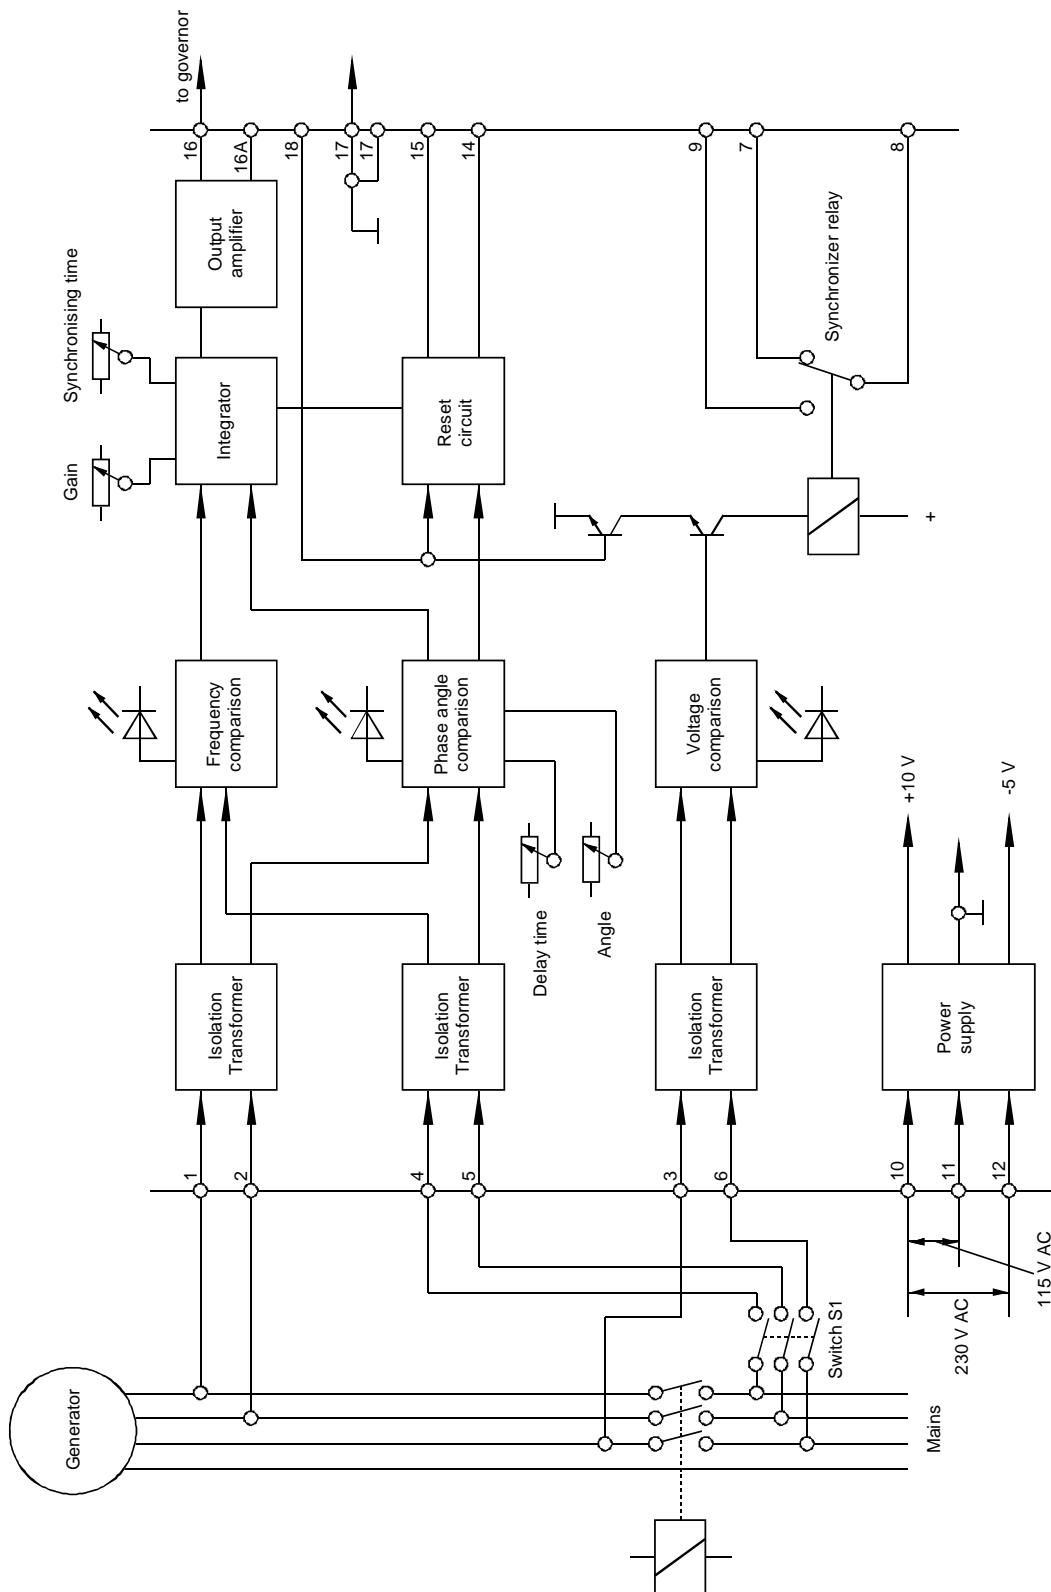 Generator
Mains
230 V AC
115 V AC
Switch S1
1
2
4
5
3
6
10
11
12
Isolation
Transformer
Isolation
Transformer
Isolation
Transformer
Power
supply
Delay time
Angle
+10 V
-5 V
Frequency
comparison
Phase angle
comparison
Voltage
comparison
Gain
Synchronising time
Integrator
Reset
circuit
+
Synchronizer relay
Output
amplifier
16
16A
18
17
17
15
14
9
7
8
to governor